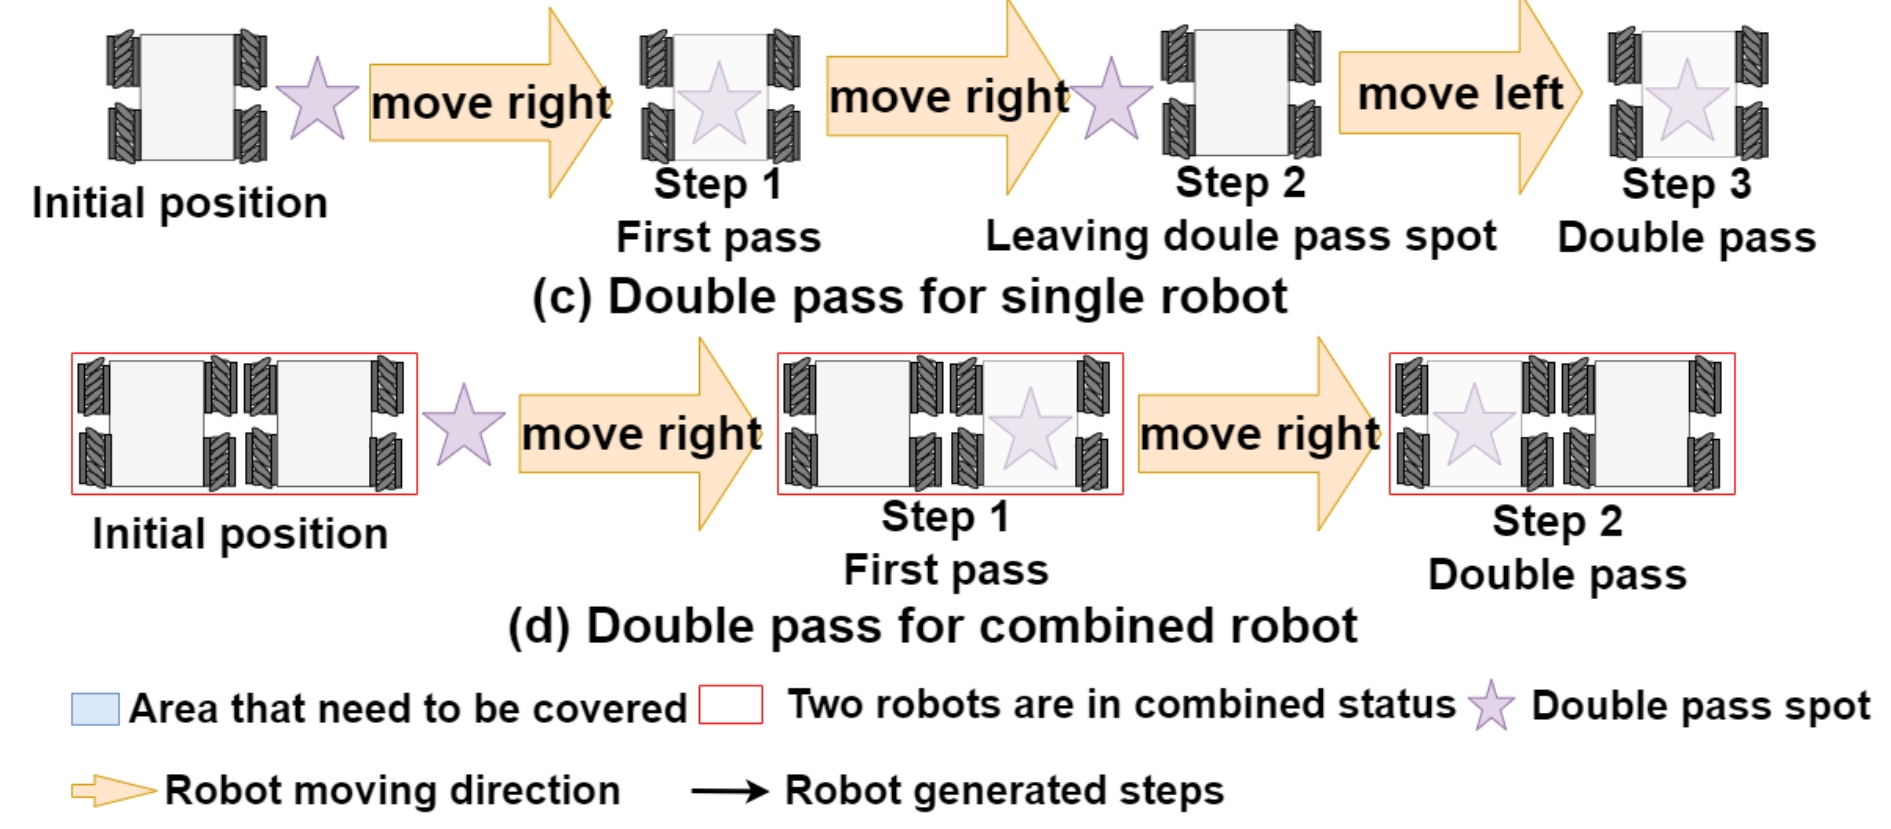 move right
move right
move left
Initial position
Step 1
First pass
Step 2
Leaving doule pass spot
Step 3
Double pass
(c) Double pass for single robot
move right
move right
Initial position
Step 1
First pass
Step 2
Double pass
(d) Double pass for combined robot
Area that need to be covered
Two robots are in combined status
Double pass spot
Robot moving direction
Robot generated steps